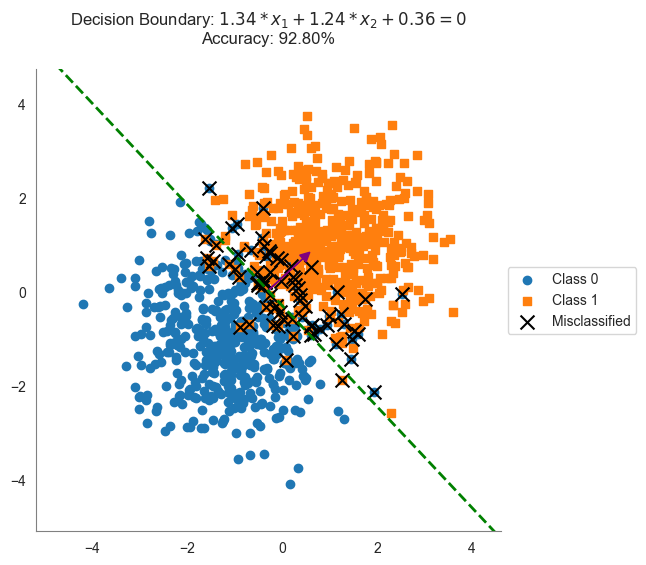 Decision Boundary: 1.34 * x₁ + 1.24 * x₂ + 0.36 = 0
Accuracy: 92.80%
4
2
0
−2
−4
−4
−2
0
2
4
Class 0
Class 1
Misclassified